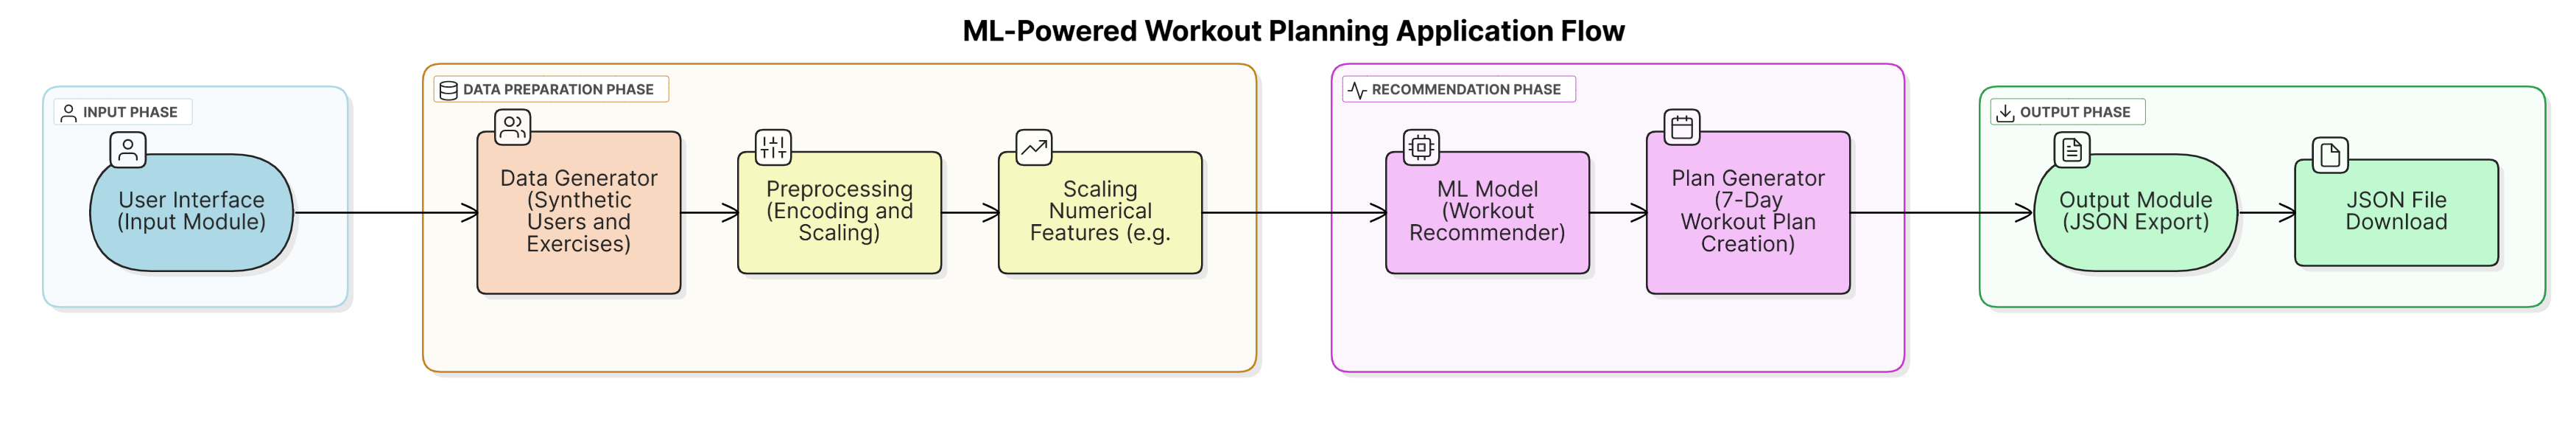 ML-Powered Workout Planning Application Flow
INPUT PHASE
User Interface
(Input Module)
DATA PREPARATION PHASE
Data Generator
(Synthetic
Users and
Exercises)
Preprocessing
(Encoding and
Scaling)
Scaling
Numerical
Features (e.g.
RECOMMENDATION PHASE
ML Model
(Workout
Recommender)
Plan Generator
(7-Day
Workout Plan
Creation)
OUTPUT PHASE
Output Module
(JSON Export)
JSON File
Download